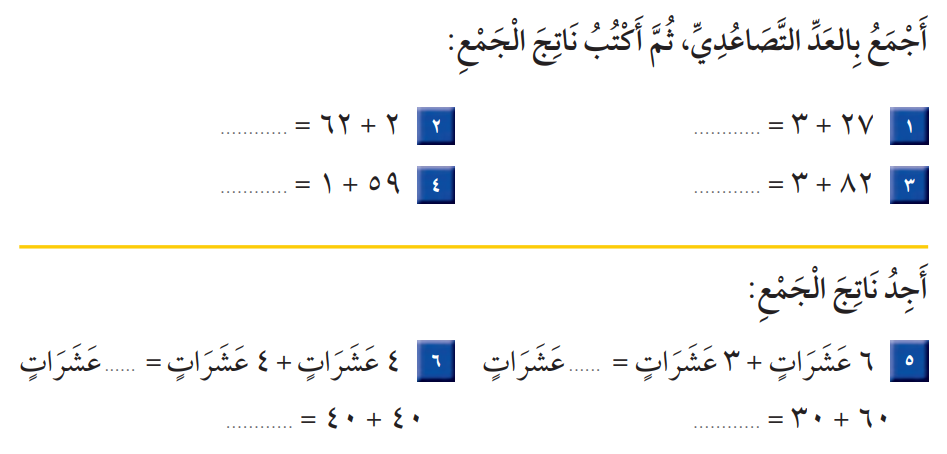 أَجْمَعُ بِالعَدِّ التَّصَاعُدِيِّ، ثُمَّ أَكْتُبُ نَاتِجَ الْجَمْعِ:
١ ٢٧ + ٣ = ............ ٢ ٢ + ٦٢ = ............
٣ ٨٢ + ٣ = ............ ٤ ٥٩ + ١ = ............
أَجِدُ نَاتِجَ الْجَمْعِ:
٥ ٦ عَشَرَاتٍ + ٣ عَشَرَاتٍ = ...... عَشَرَاتٍ ٦ ٤ عَشَرَاتٍ + ٤ عَشَرَاتٍ = ...... عَشَرَاتٍ
٦٠ + ٣٠ = ............ ٤٠ + ٤٠ = ............